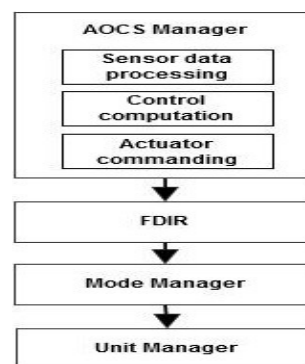 AOCS Manager
Sensor data
processing
Control
computation
Actuator
commanding
FDIR
Mode Manager
Unit Manager